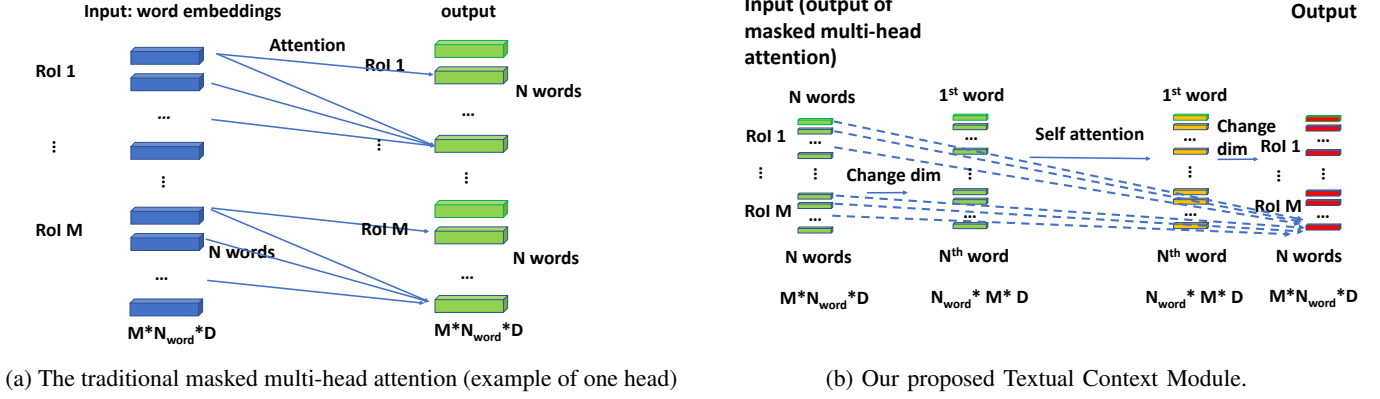 Input: word embeddings
output
Attention
RoI 1
RoI 1
N words
...
...
⋮
⋮
⋮
⋮
RoI M
RoI M
N words
N words
...
...
M*N_word*D
M*N_word*D
(a) The traditional masked multi-head attention (example of one head)
Input (output of
masked multi-head
attention)
Output
N words
1st word
1st word
RoI 1
...
...
Self attention
...
Change
dim
RoI 1
...
⋮
⋮
⋮
⋮
⋮
⋮
Change dim
RoI M
...
...
...
RoI M
...
N words
Nth word
Nth word
N words
M*N_word*D
N_word* M* D
N_word* M* D
M*N_word*D
(b) Our proposed Textual Context Module.